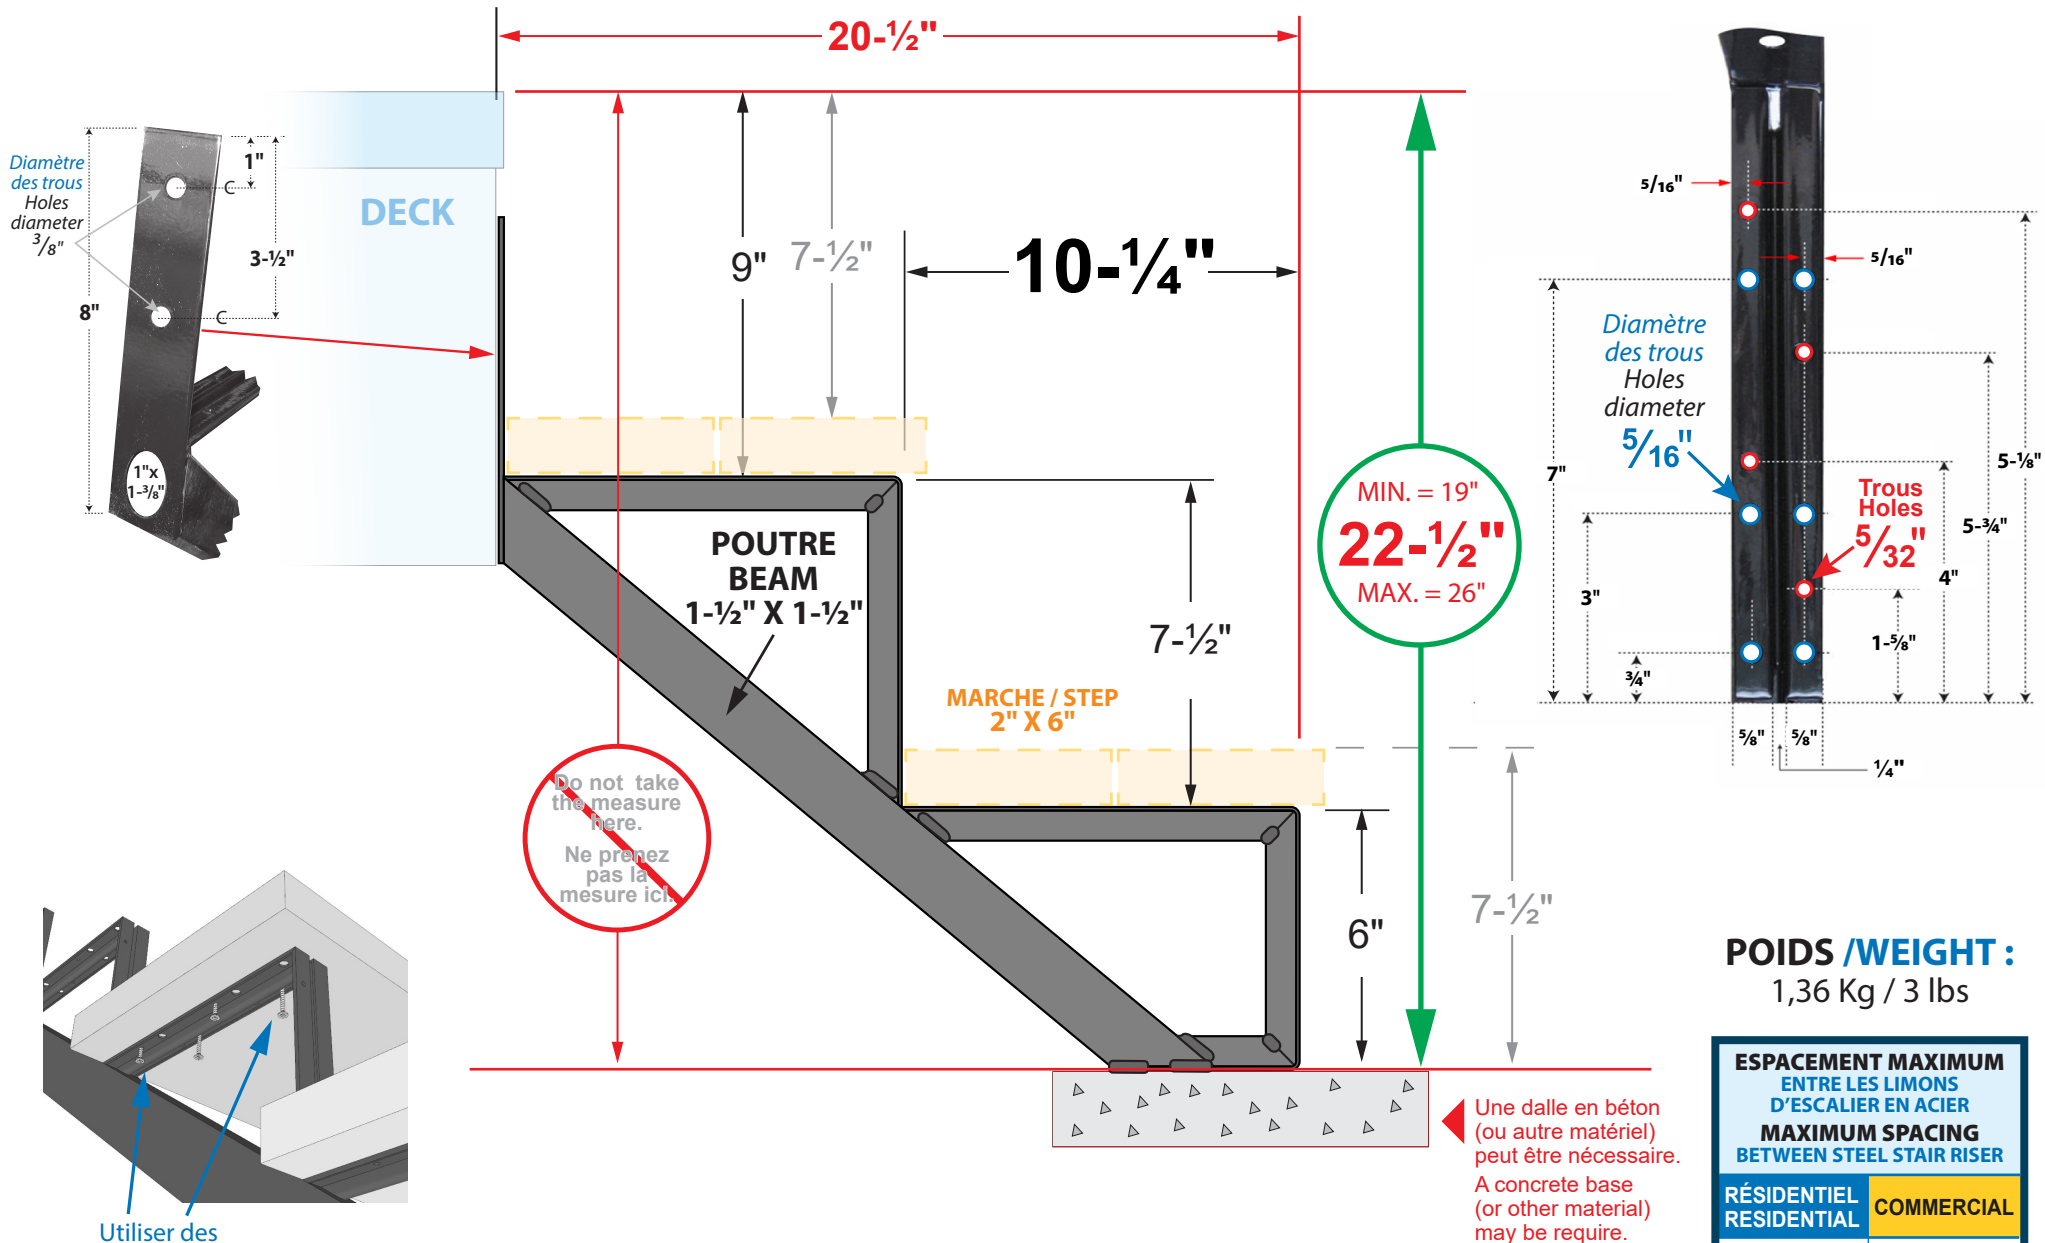 20-½"
Diamètre
des trous
Holes
diameter
3/8"
1"
C
3-½"
C
8"
1"x
1-3/8"
DECK
9"
7-½"
10-¼"
POUTRE
BEAM
1-½" X 1-½"
7-½"
MARCHE / STEP
2" X 6"
Do not take
the measure
here.
Ne prenez
pas la
mesure ici.
MIN. = 19"
22-½"
MAX. = 26"
6"
7-½"
5/16"
5/16"
Diamètre
des trous
Holes
diameter
5/16"
7"
3"
¾"
Trous
Holes
5/32"
5-⅛"
5-¾"
4"
1-⅝"
⅝"
⅝"
¼"
POIDS /WEIGHT :
1,36 Kg / 3 lbs
ESPACEMENT MAXIMUM
ENTRE LES LIMONS
D'ESCALIER EN ACIER
MAXIMUM SPACING
BETWEEN STEEL STAIR RISER
RÉSIDENTIEL
RESIDENTIAL
COMMERCIAL
Une dalle en béton
(ou autre matériel)
peut être nécessaire.
A concrete base
(or other material)
may be require.
Utiliser des